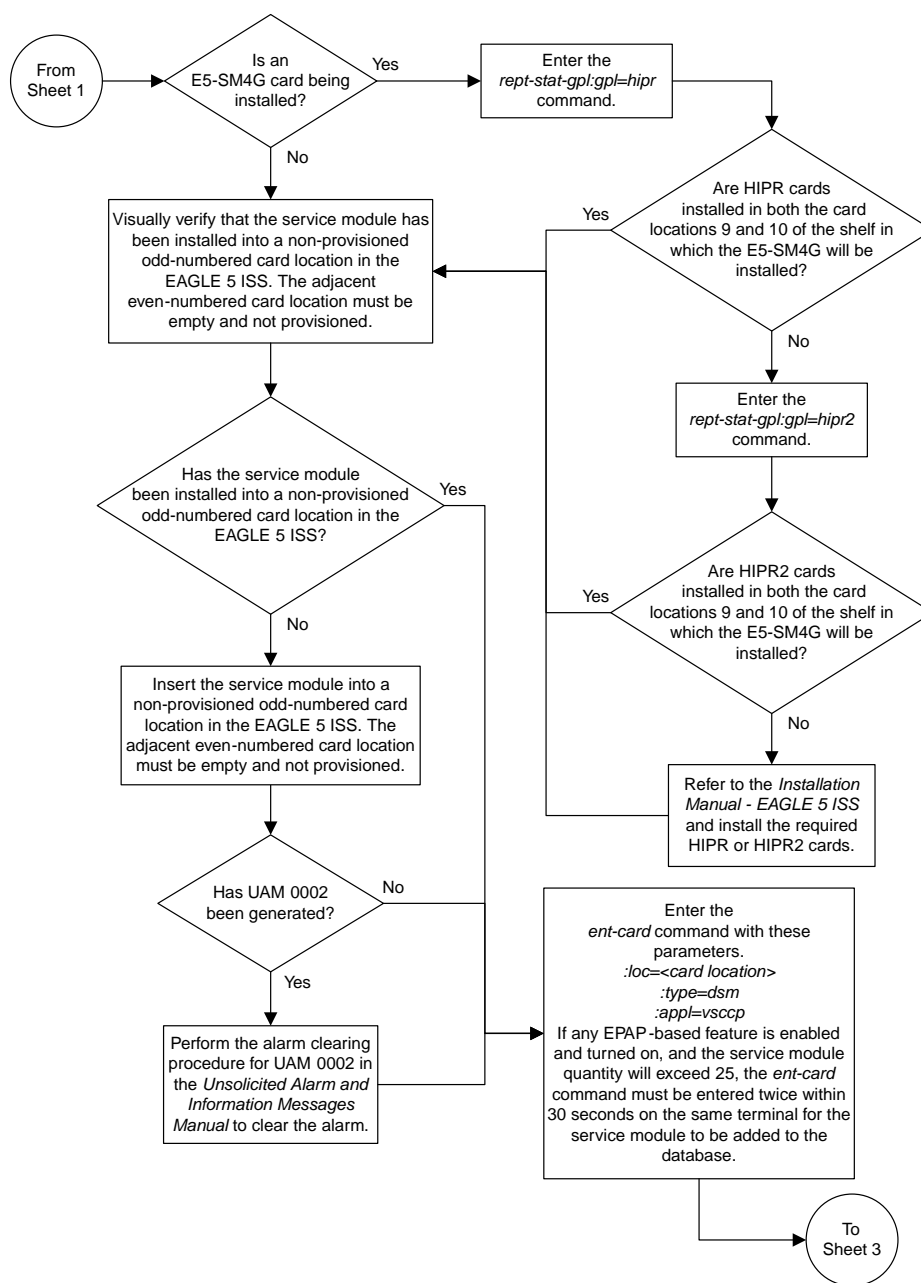 From
Sheet 1
Is an
E5-SM4G card being
installed?
Yes
Enter the
rept-stat-gpl:gpl=hipr
command.
No
Are HIPR cards
installed in both the card
locations 9 and 10 of the shelf in
which the E5-SM4G will be
installed?
Yes
No
Visually verify that the service module has
been installed into a non-provisioned
odd-numbered card location in the
EAGLE 5 ISS. The adjacent
even-numbered card location must be
empty and not provisioned.
Enter the
rept-stat-gpl:gpl=hipr2
command.
Has the service module
been installed into a non-provisioned
odd-numbered card location in the
EAGLE 5 ISS?
Yes
No
Are HIPR2 cards
installed in both the card
locations 9 and 10 of the shelf in
which the E5-SM4G will be
installed?
Yes
No
Insert the service module into a
non-provisioned odd-numbered card
location in the EAGLE 5 ISS. The
adjacent even-numbered card location
must be empty and not provisioned.
Refer to the Installation
Manual - EAGLE 5 ISS
and install the required
HIPR or HIPR2 cards.
Has UAM 0002
been generated?
No
Yes
Enter the
ent-card command with these
parameters.
:loc=<card location>
:type=dsm
:appl=vsccp
If any EPAP-based feature is enabled
and turned on, and the service module
quantity will exceed 25, the ent-card
command must be entered twice within
30 seconds on the same terminal for the
service module to be added to the
database.
Perform the alarm clearing
procedure for UAM 0002 in
the Unsolicited Alarm and
Information Messages
Manual to clear the alarm.
To
Sheet 3